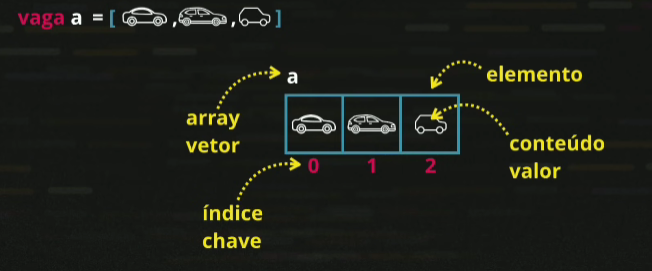 vaga a = [ , , ]
a
elemento
array
vetor
conteúdo
valor
0 1 2
índice
chave